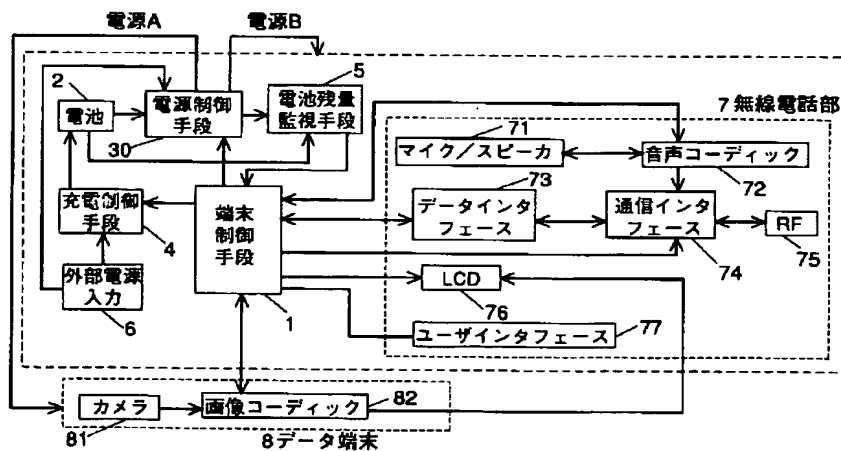 電源A
電源B
2
電池
電源制御
手段
30
5
電池残量
監視手段
7無線電話部
71
マイク／スピーカ
音声コーディック
72
73
データインタ
フェース
通信インタ
フェース
74
RF
75
充電制御
手段
4
端末
制御
手段
1
外部電源
入力
6
LCD
76
ユーザインタフェース
77
カメラ
81
画像コーディック
82
8データ端末